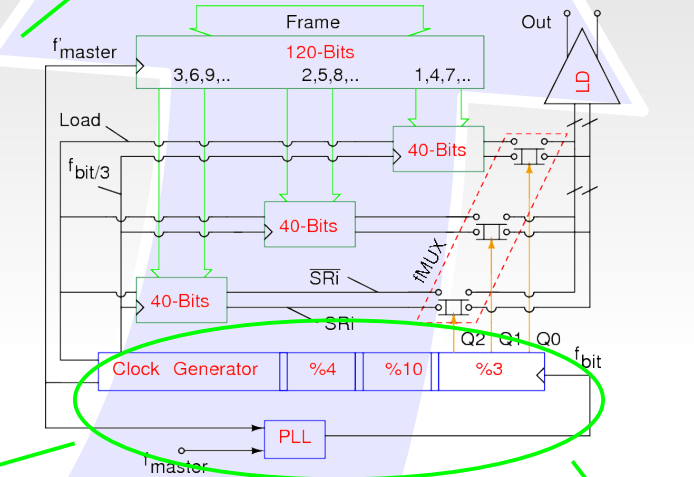 Frame
Out
f'master
120-Bits
3,6,9,..
2,5,8,..
1,4,7,..
LD
Load
40-Bits
fbit/3
40-Bits
fMUX
SRi
40-Bits
SRi
Q2
Q1
Q0
Clock Generator
%4
%10
%3
fbit
PLL
fmaster